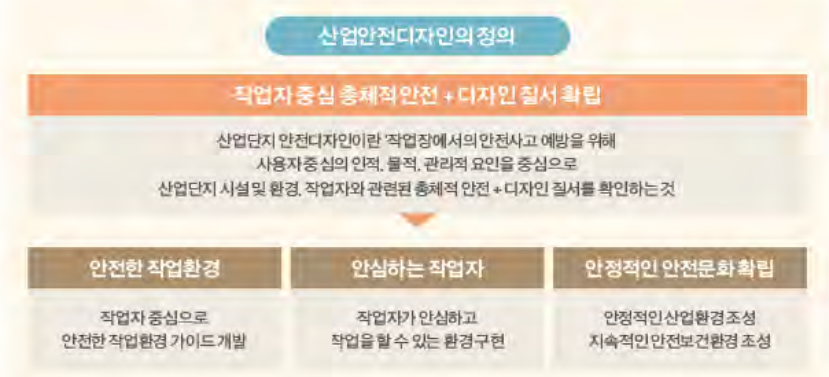 산업안전디자인의 정의
작업자 중심 총체적 안전 + 디자인 질서 확립
산업단지 안전디자인이란 '작업장에서의 안전사고 예방을 위해
사용자 중심의 인적, 물적, 관리적 요인을 중심으로
산업단지 시설 및 환경, 작업자와 관련된 총체적 안전 + 디자인 질서를 확인하는 것
안전한 작업환경
안심하는 작업자
안정적인 안전문화 확립
작업자 중심으로
안전한 작업환경 가이드 개발
작업자가 안심하고
작업을 할 수 있는 환경 구현
안정적인 산업환경 조성
지속적인 안전보건환경 조성